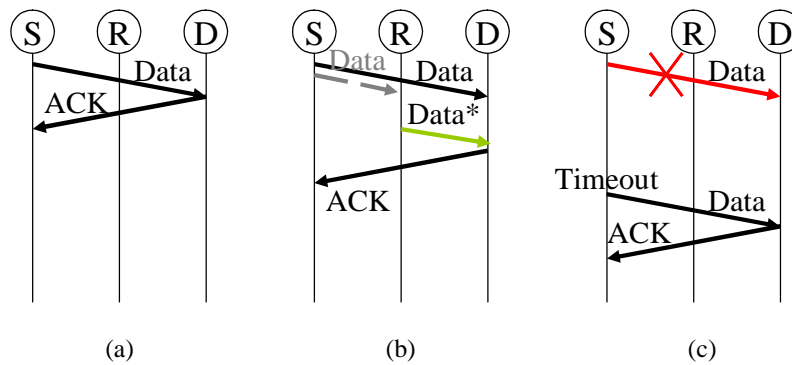 S R D
Data
ACK
(a)
S R D
Data
Data
Data*
ACK
(b)
S R D
Data
Timeout
Data
ACK
(c)